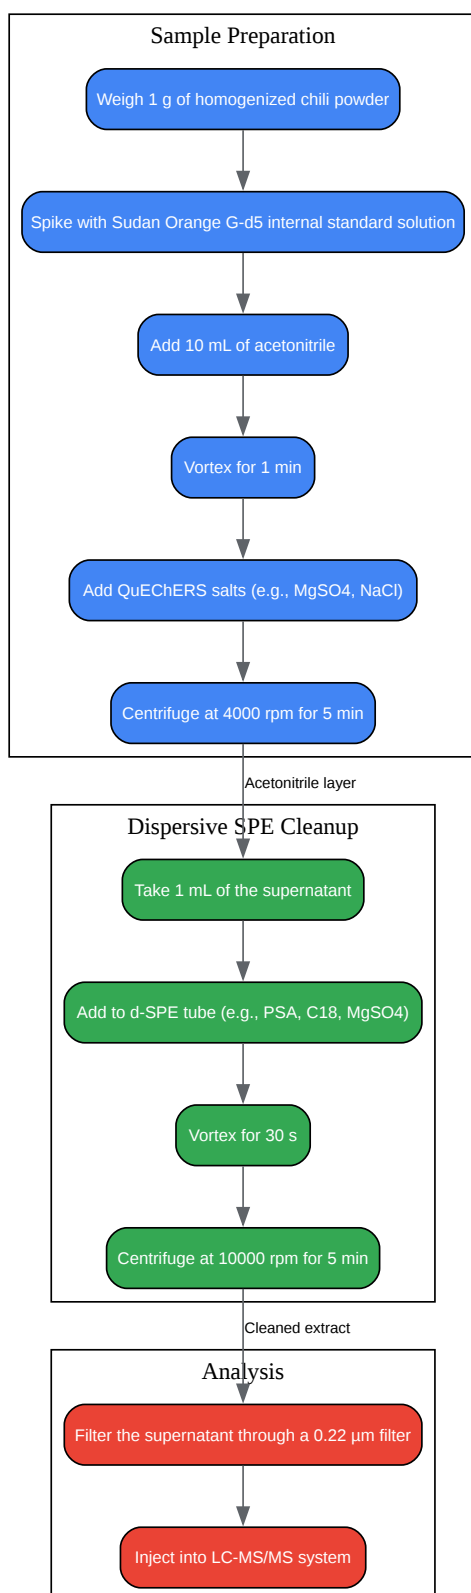 Sample Preparation
Weigh 1 g of homogenized chili powder
Spike with Sudan Orange G-d5 internal standard solution
Add 10 mL of acetonitrile
Vortex for 1 min
Add QuEChERS salts (e.g., MgSO4, NaCl)
Centrifuge at 4000 rpm for 5 min
Acetonitrile layer
Dispersive SPE Cleanup
Take 1 mL of the supernatant
Add to d-SPE tube (e.g., PSA, C18, MgSO4)
Vortex for 30 s
Centrifuge at 10000 rpm for 5 min
Cleaned extract
Analysis
Filter the supernatant through a 0.22 µm filter
Inject into LC-MS/MS system